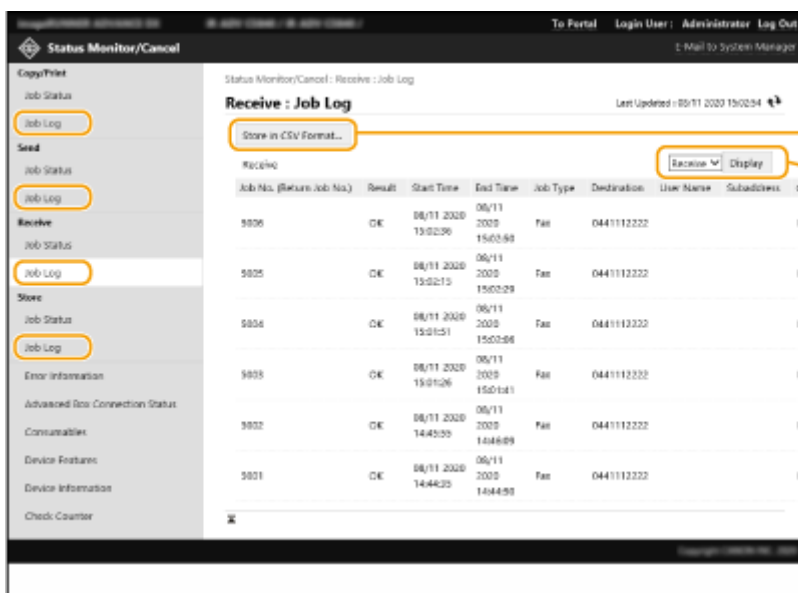 To Portal Login User: Administrator Log Out
Status Monitor/Cancel
E-Mail to System Manager
Copy/Print
Job Status
Job Log
Send
Job Status
Job Log
Receive
Job Status
Job Log
Store
Job Status
Job Log
Error Information
Advanced Box Connection Status
Consumables
Device Features
Device Information
Check Counter
Status Monitor/Cancel : Receive : Job Log
Receive : Job Log
Last Updated : 08/11 2020 15:02:54
Store in CSV Format...
Receive
Receive Display
Job No. (Return Job No.) Result Start Time End Time Job Type Destination User Name Subaddress
5006 OK 08/11 2020 15:02:36 08/11 2020 15:02:50 Fax 0441112222
5005 OK 08/11 2020 15:02:15 08/11 2020 15:02:29 Fax 0441112222
5004 OK 08/11 2020 15:01:51 08/11 2020 15:02:06 Fax 0441112222
5003 OK 08/11 2020 15:01:26 08/11 2020 15:01:41 Fax 0441112222
5002 OK 08/11 2020 14:45:55 08/11 2020 14:46:09 Fax 0441112222
5001 OK 08/11 2020 14:44:35 08/11 2020 14:44:50 Fax 0441112222